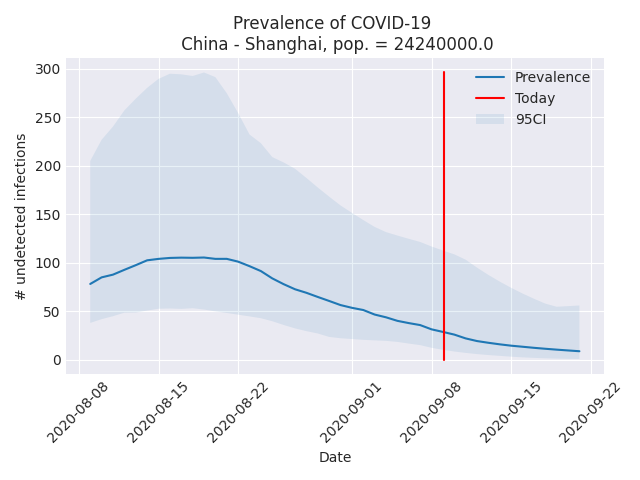 Prevalence of COVID-19
China - Shanghai, pop. = 24240000.0
300
250
200
150
100
50
0
# undetected infections
Prevalence
Today
95CI
2020-08-08
2020-08-15
2020-08-22
2020-09-01
2020-09-08
2020-09-15
2020-09-22
Date